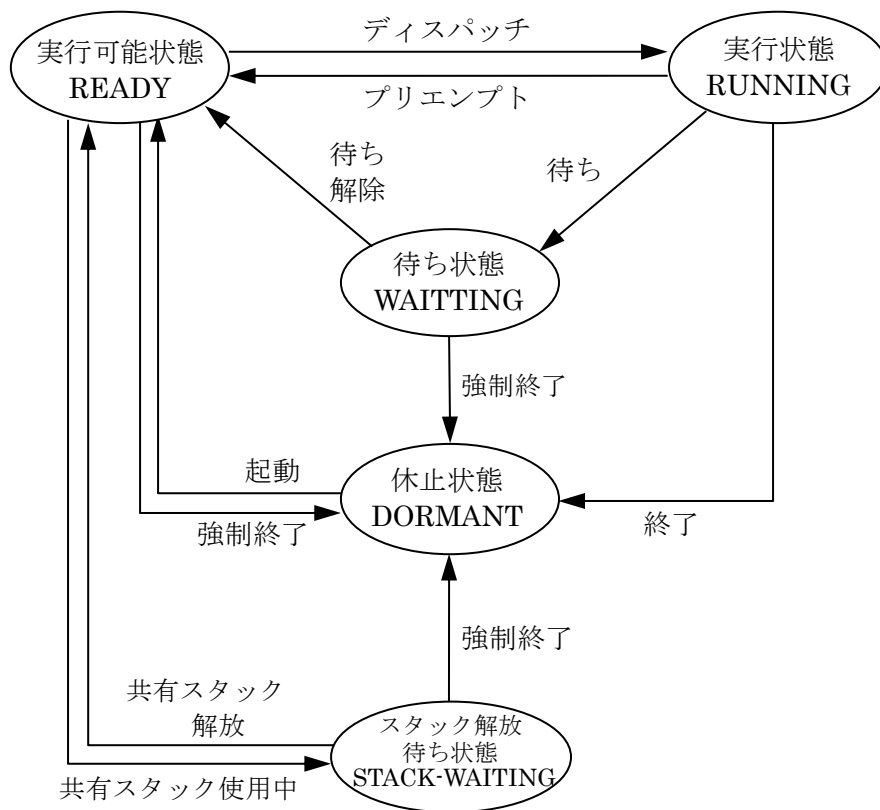 ディスパッチ
実行可能状態
READY
実行状態
RUNNING
プリエンプト
待ち
解除
待ち
待ち状態
WAITTING
強制終了
起動
休止状態
DORMANT
強制終了
終了
強制終了
共有スタック
解放
スタック解放
待ち状態
STACK-WAITING
共有スタック使用中